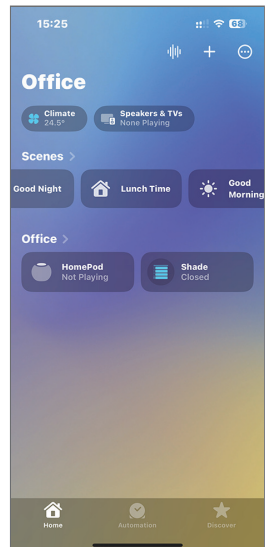 15:25
63
Office
Climate
24.5°
Speakers & TVs
None Playing
Scenes
Good Night
Lunch Time
Good
Morning
Office
HomePod
Not Playing
Shade
Closed
Home
Automation
Discover